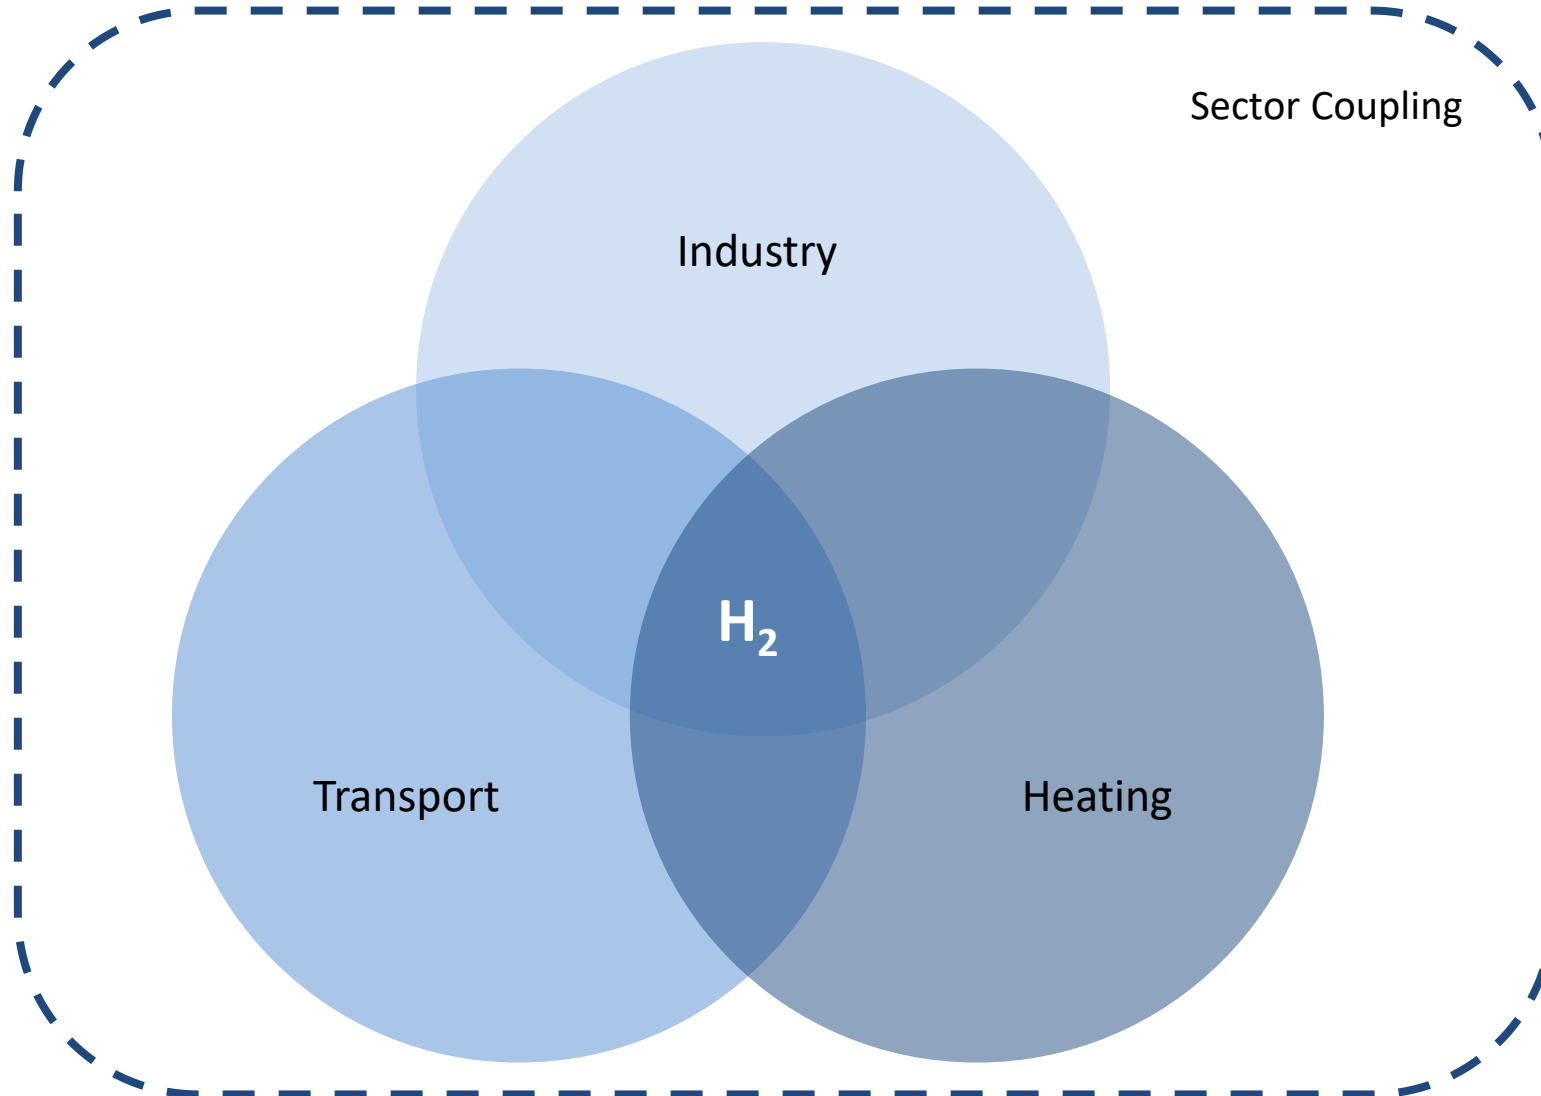 Sector Coupling
Industry
H₂
Transport
Heating